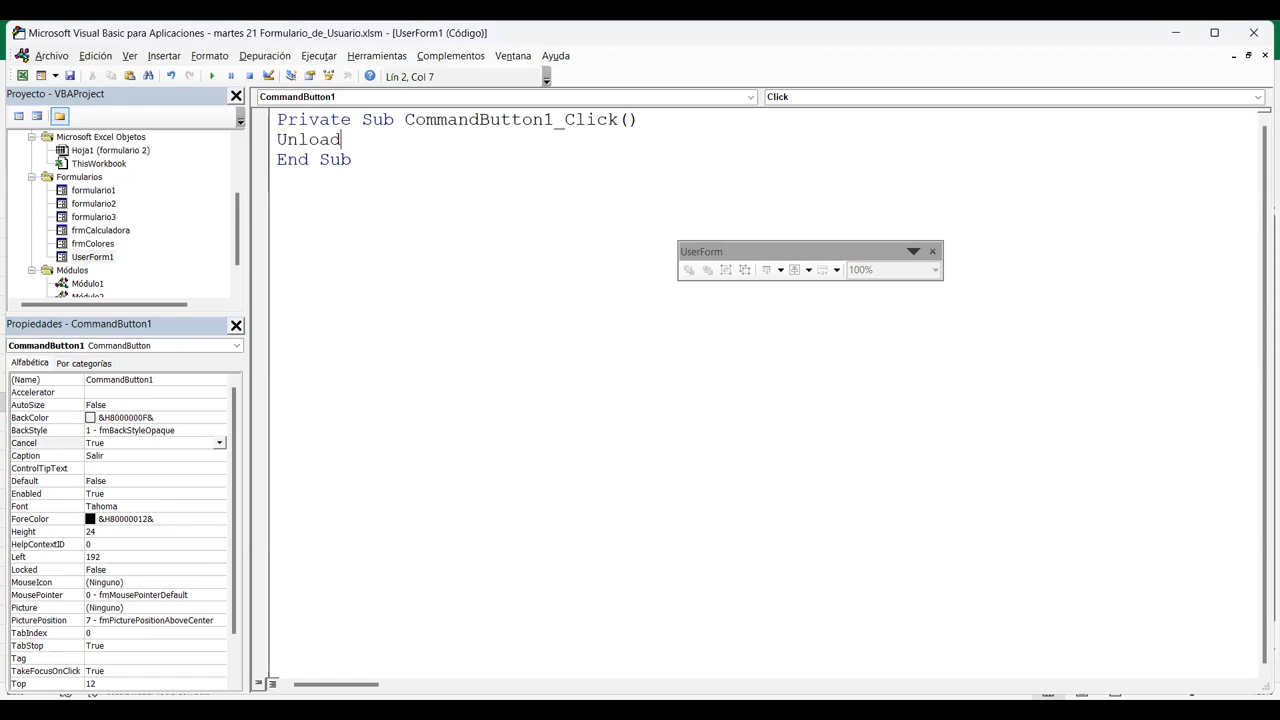 Microsoft Visual Basic para Aplicaciones - martes 21 Formulario_de_Usuario.xlsm - [UserForm1 (Código)]
Archivo Edición Ver Insertar Formato Depuración Ejecutar Herramientas Complementos Ventana Ayuda
Lín 2, Col 7
Proyecto - VBAProject
CommandButton1
Click
Microsoft Excel Objetos
Hoja1 (formulario 2)
ThisWorkbook
Formularios
formulario1
formulario2
formulario3
frmCalculadora
frmColores
UserForm1
Módulos
Módulo1
Módulo2
Private Sub CommandButton1_Click()
Unload
End Sub
UserForm
100%
Propiedades - CommandButton1
CommandButton1 CommandButton
Alfabética Por categorías
(Name) CommandButton1
Accelerator
AutoSize False
BackColor &H8000000F&
BackStyle 1 - fmBackStyleOpaque
Cancel True
Caption Salir
ControlTipText
Default False
Enabled True
Font Tahoma
ForeColor &H80000012&
Height 24
HelpContextID 0
Left 192
Locked False
MouseIcon (Ninguno)
MousePointer 0 - fmMousePointerDefault
Picture (Ninguno)
PicturePosition 7 - fmPicturePositionAboveCenter
TabIndex 0
TabStop True
Tag
TakeFocusOnClick True
Top 12